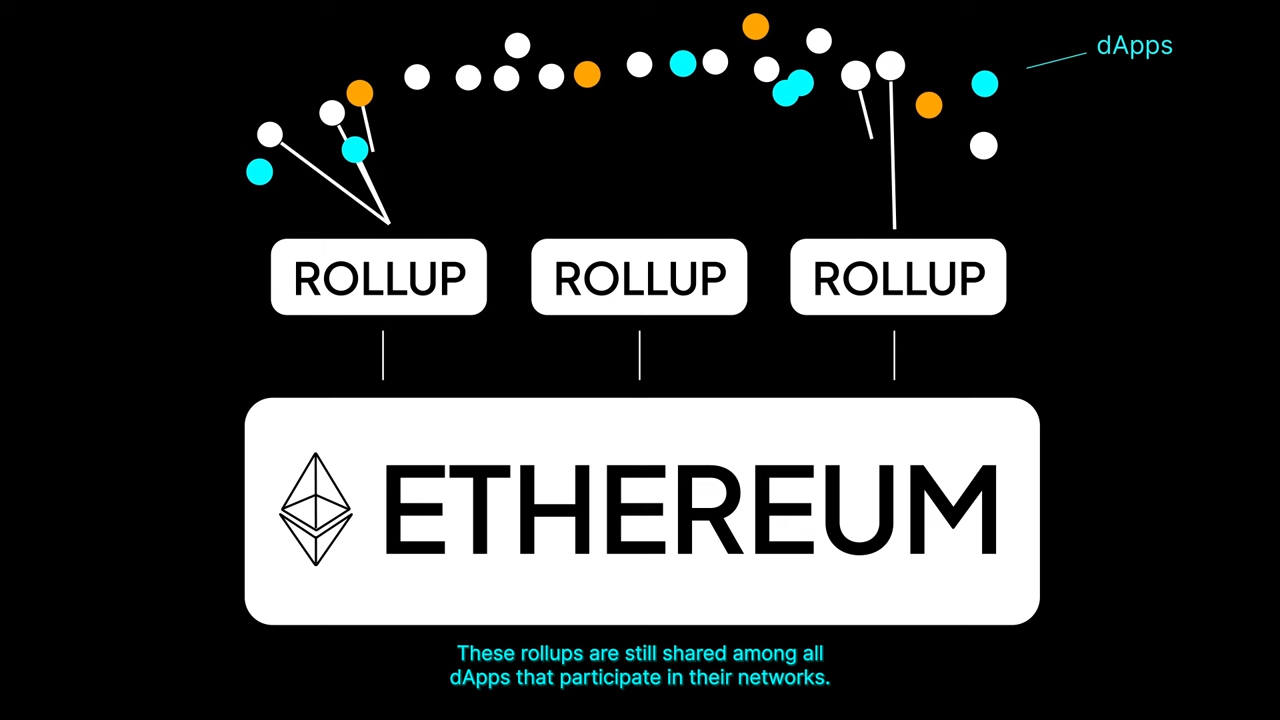 dApps
ROLLUP ROLLUP ROLLUP
ETHEREUM
These rollups are still shared among all
dApps that participate in their networks.